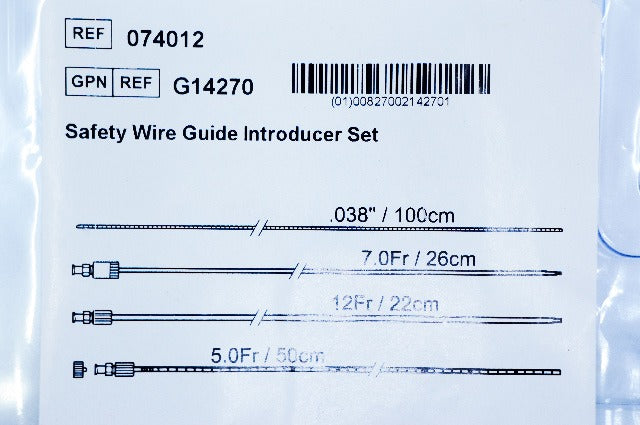 REF 074012
GPN REF G14270
(01)00827002142701
Safety Wire Guide Introducer Set
.038" / 100cm
7.0Fr / 26cm
12Fr / 22cm
5.0Fr / 50cm